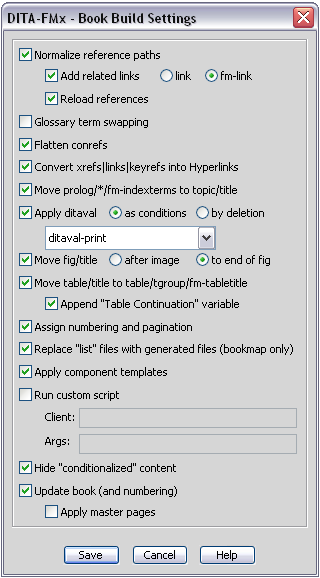 DITA-FMx - Book Build Settings
Normalize reference paths
Add related links link fm-link
Reload references
Glossary term swapping
Flatten conrefs
Convert xrefs|links|keyrefs into Hyperlinks
Move prolog/*/fm-indexterms to topic/title
Apply ditaval as conditions by deletion
ditaval-print
Move fig/title after image to end of fig
Move table/title to table/tgroup/fm-tabletitle
Append "Table Continuation" variable
Assign numbering and pagination
Replace "list" files with generated files (bookmap only)
Apply component templates
Run custom script
Client:
Args:
Hide "conditionalized" content
Update book (and numbering)
Apply master pages
Save Cancel Help